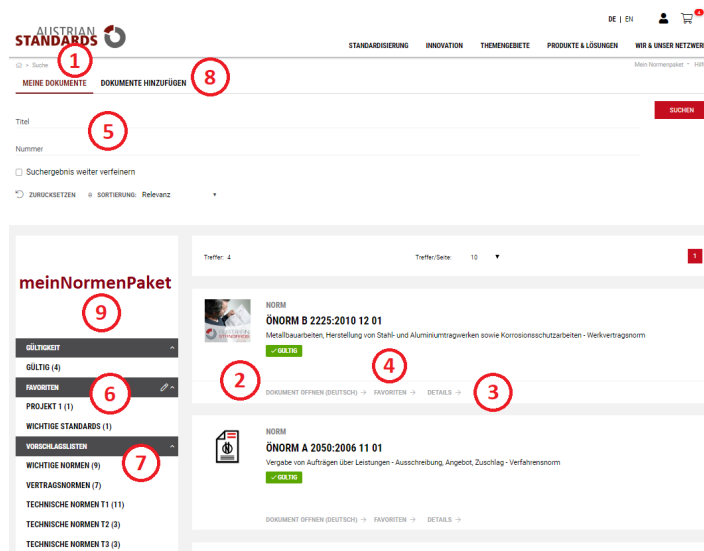 DE | EN
4
AUSTRIAN
STANDARDS
STANDARDISIERUNG INNOVATION THEMENGEBIETE PRODUKTE & LÖSUNGEN WIR & UNSER NETZWERK
> Suche
Mein Normenpaket
1
MEINE DOKUMENTE DOKUMENTE HINZUFÜGEN
8
SUCHEN
Titel
5
Nummer
Suchergebnis weiter verfeinern
ZURÜCKSETZEN SORTIERUNG: Relevanz
Treffer: 4 Treffer/Seite: 10 1
meinNormenPaket
9
GÜLTIGKEIT
GÜLTIG (4)
FAVORITEN
6
PROJEKT 1 (1)
WICHTIGE STANDARDS (1)
VORSCHLAGSLISTEN
WICHTIGE NORMEN (9)
7
VERTRAGSNORMEN (7)
TECHNISCHE NORMEN T1 (11)
TECHNISCHE NORMEN T2 (3)
TECHNISCHE NORMEN T3 (3)
NORM
ÖNORM B 2225:2010 12 01
Metallbauarbeiten, Herstellung von Stahl- und Aluminiumtragwerken sowie Korrosionsschutzarbeiten - Werkvertragsnorm
✓ GÜLTIG
4
2
DOKUMENT ÖFFNEN (DEUTSCH) → FAVORITEN → DETAILS →
3
NORM
ÖNORM A 2050:2006 11 01
Vergabe von Aufträgen über Leistungen - Ausschreibung, Angebot, Zuschlag - Verfahrensnorm
✓ GÜLTIG
DOKUMENT ÖFFNEN (DEUTSCH) → FAVORITEN → DETAILS →